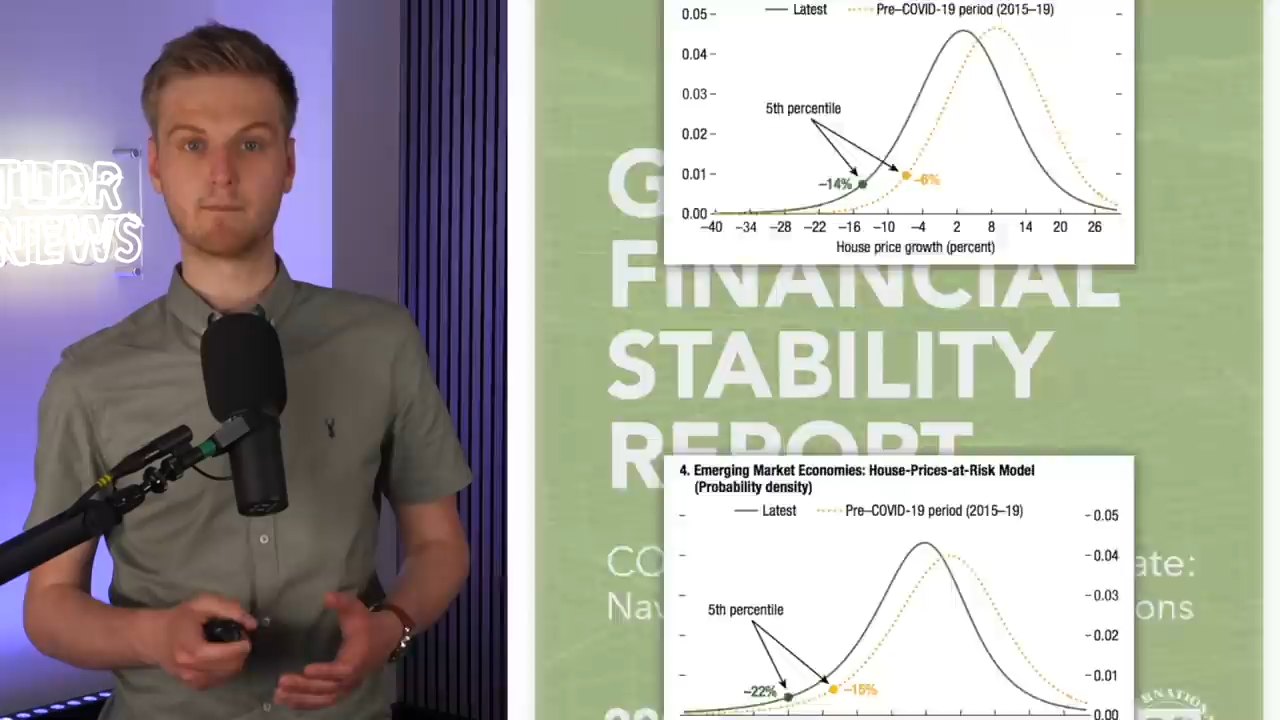 TLDR
NEWS
0.05
0.04
0.03
0.02
0.01
0.00
Latest
Pre–COVID-19 period (2015–19)
5th percentile
–14%
–6%
–40 –34 –28 –22 –16 –10 –4 2 8 14 20 26
House price growth (percent)
G
FINANCIAL
STABILITY
REPORT
4. Emerging Market Economies: House-Prices-at-Risk Model
(Probability density)
Latest
Pre–COVID-19 period (2015–19)
5th percentile
–22%
–15%
0.05
0.04
0.03
0.02
0.01
0.00
CO
ate:
Nav
ons
RNATIO